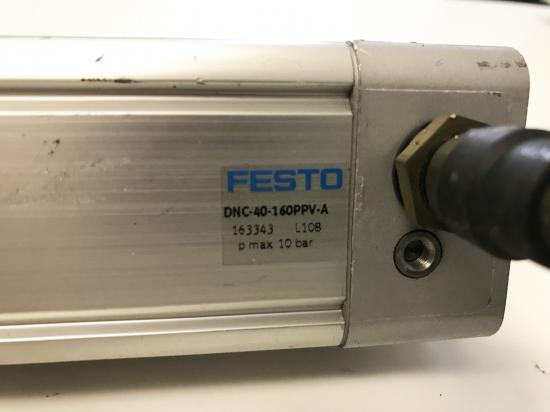 FESTO
DNC-40-160PPV-A
163343 L108
p max 10 bar